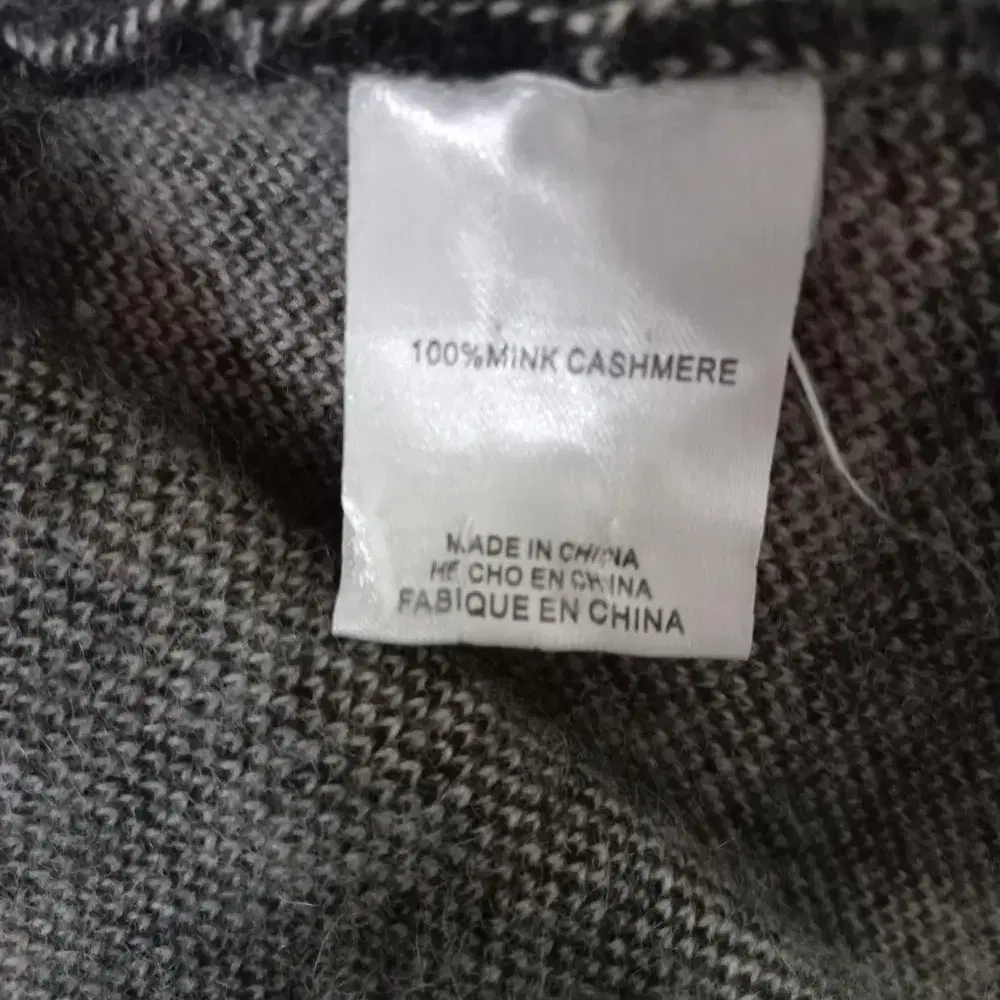 100%MINK CASHMERE
MADE IN CHINA
HECHO EN CHINA
FABIQUE EN CHINA